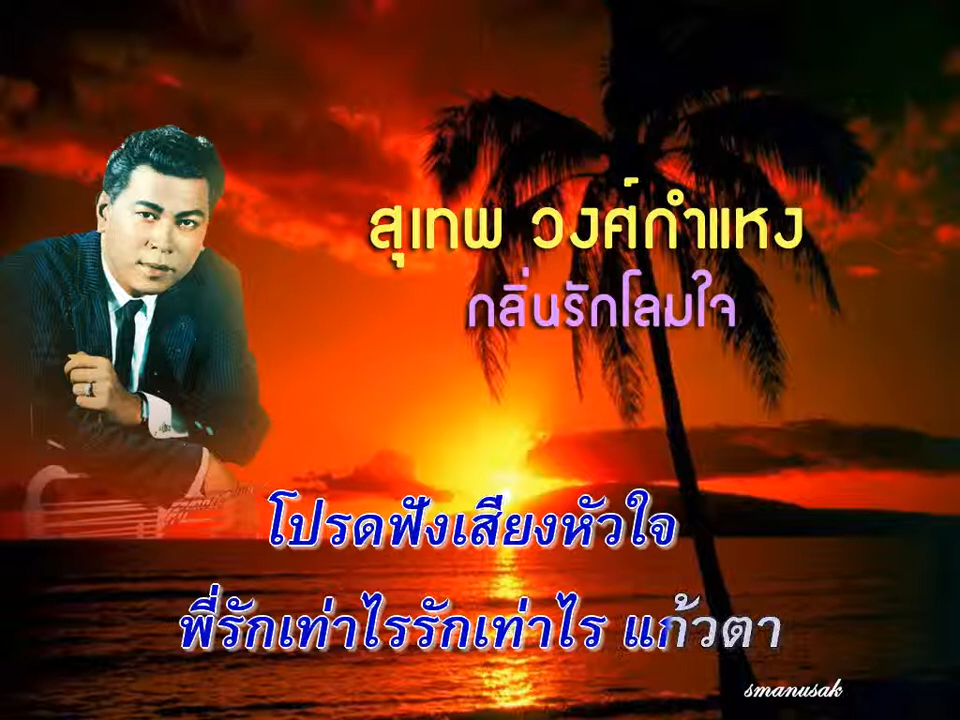 สุเทพ วงศ์กำแหง
กลิ่นรักโลมใจ
โปรดฟังเสียงหัวใจ
พี่รักเท่าไรรักเท่าไร แก้วตา
smanusak